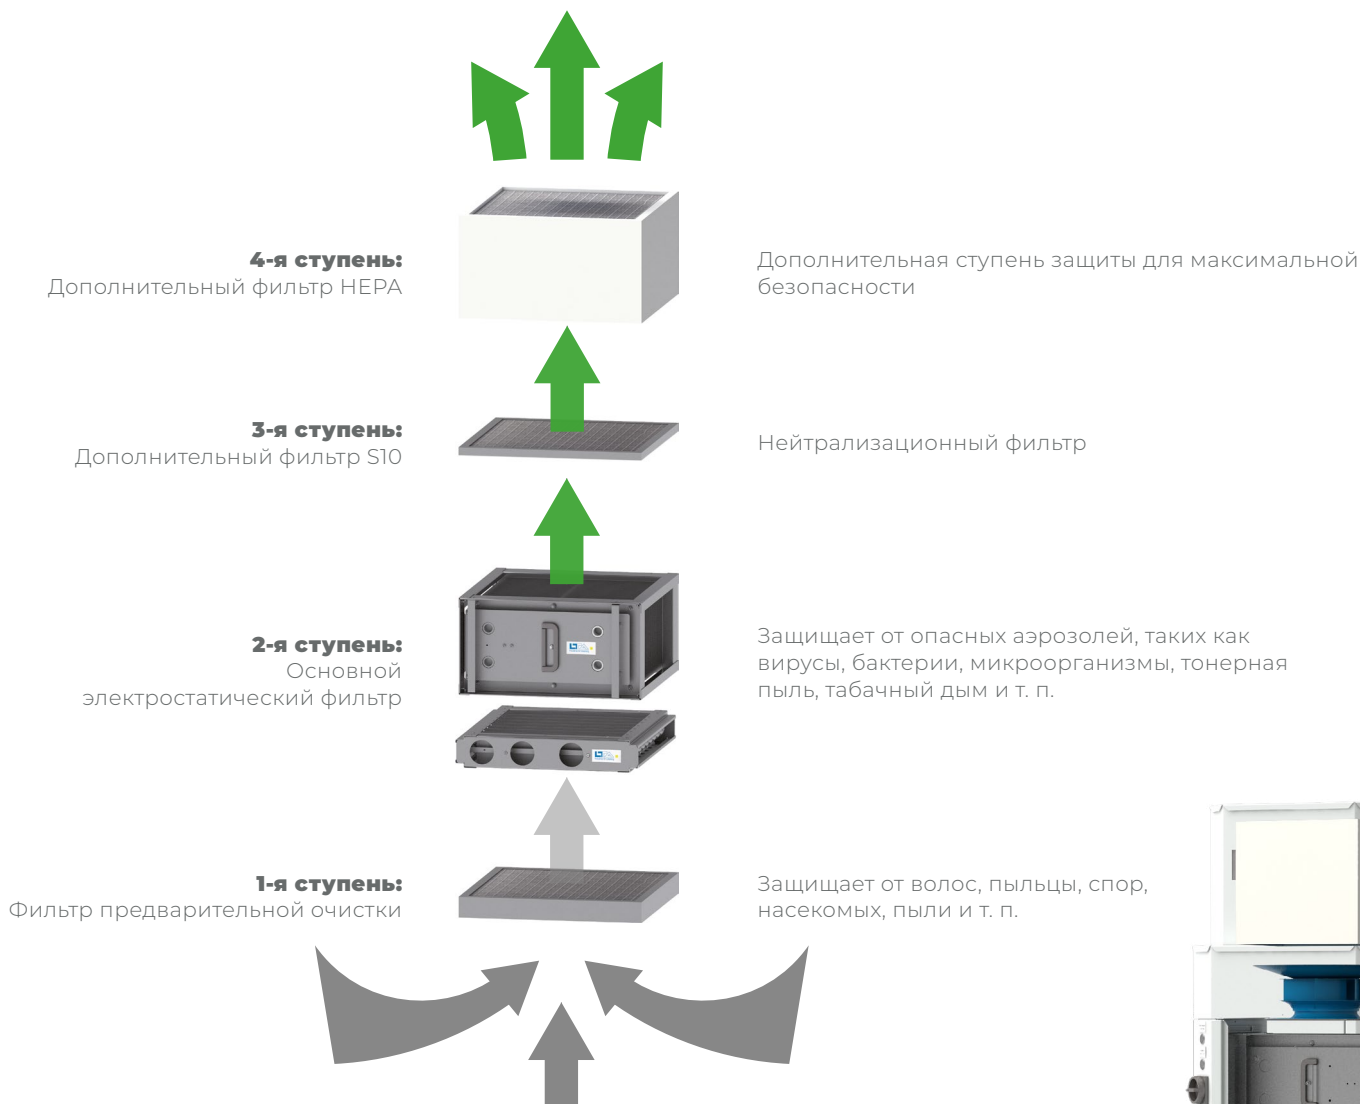 4-я ступень:
Дополнительный фильтр HEPA
Дополнительная ступень защиты для максимальной
безопасности
3-я ступень:
Дополнительный фильтр S10
Нейтрализационный фильтр
2-я ступень:
Основной
электростатический фильтр
Защищает от опасных аэрозолей, таких как
вирусы, бактерии, микроорганизмы, тонерная
пыль, табачный дым и т. п.
1-я ступень:
Фильтр предварительной очистки
Защищает от волос, пыльцы, спор,
насекомых, пыли и т. п.